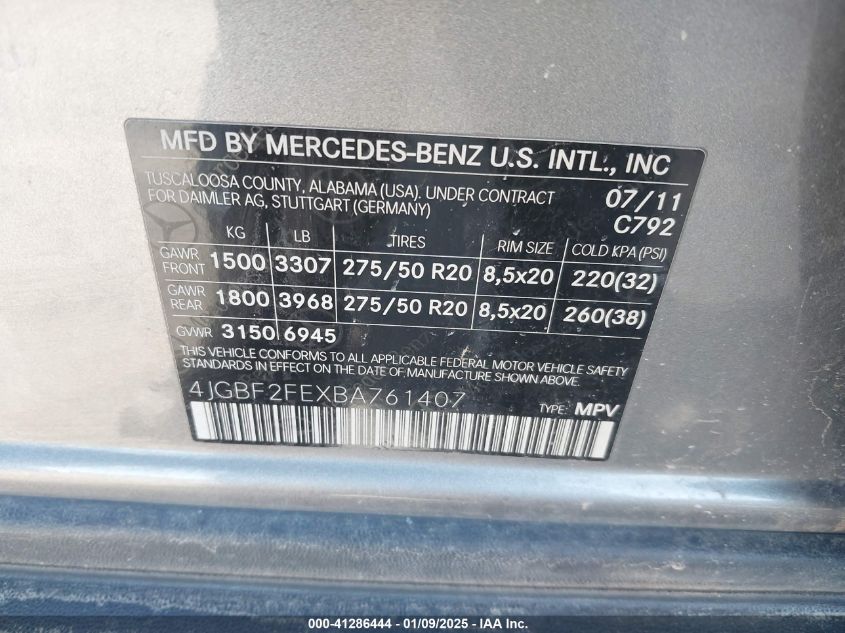 MFD BY MERCEDES-BENZ U.S. INTL., INC
TUSCALOOSA COUNTY, ALABAMA (USA). UNDER CONTRACT 07/11
FOR DAIMLER AG, STUTTGART (GERMANY) C792
KG LB TIRES RIM SIZE COLD KPA(PSI)
GAWR FRONT 1500 3307 275/50 R20 8,5x20 220(32)
GAWR REAR 1800 3968 275/50 R20 8,5x20 260(38)
GVWR 3150 6945
THIS VEHICLE CONFORMS TO ALL APPLICABLE FEDERAL MOTOR VEHICLE SAFETY
STANDARDS IN EFFECT ON THE DATE OF MANUFACTURE SHOWN ABOVE.
4JGBF2FEXBA761407 TYPE: MPV
000-41286444 - 01/09/2025 - IAAI.COM